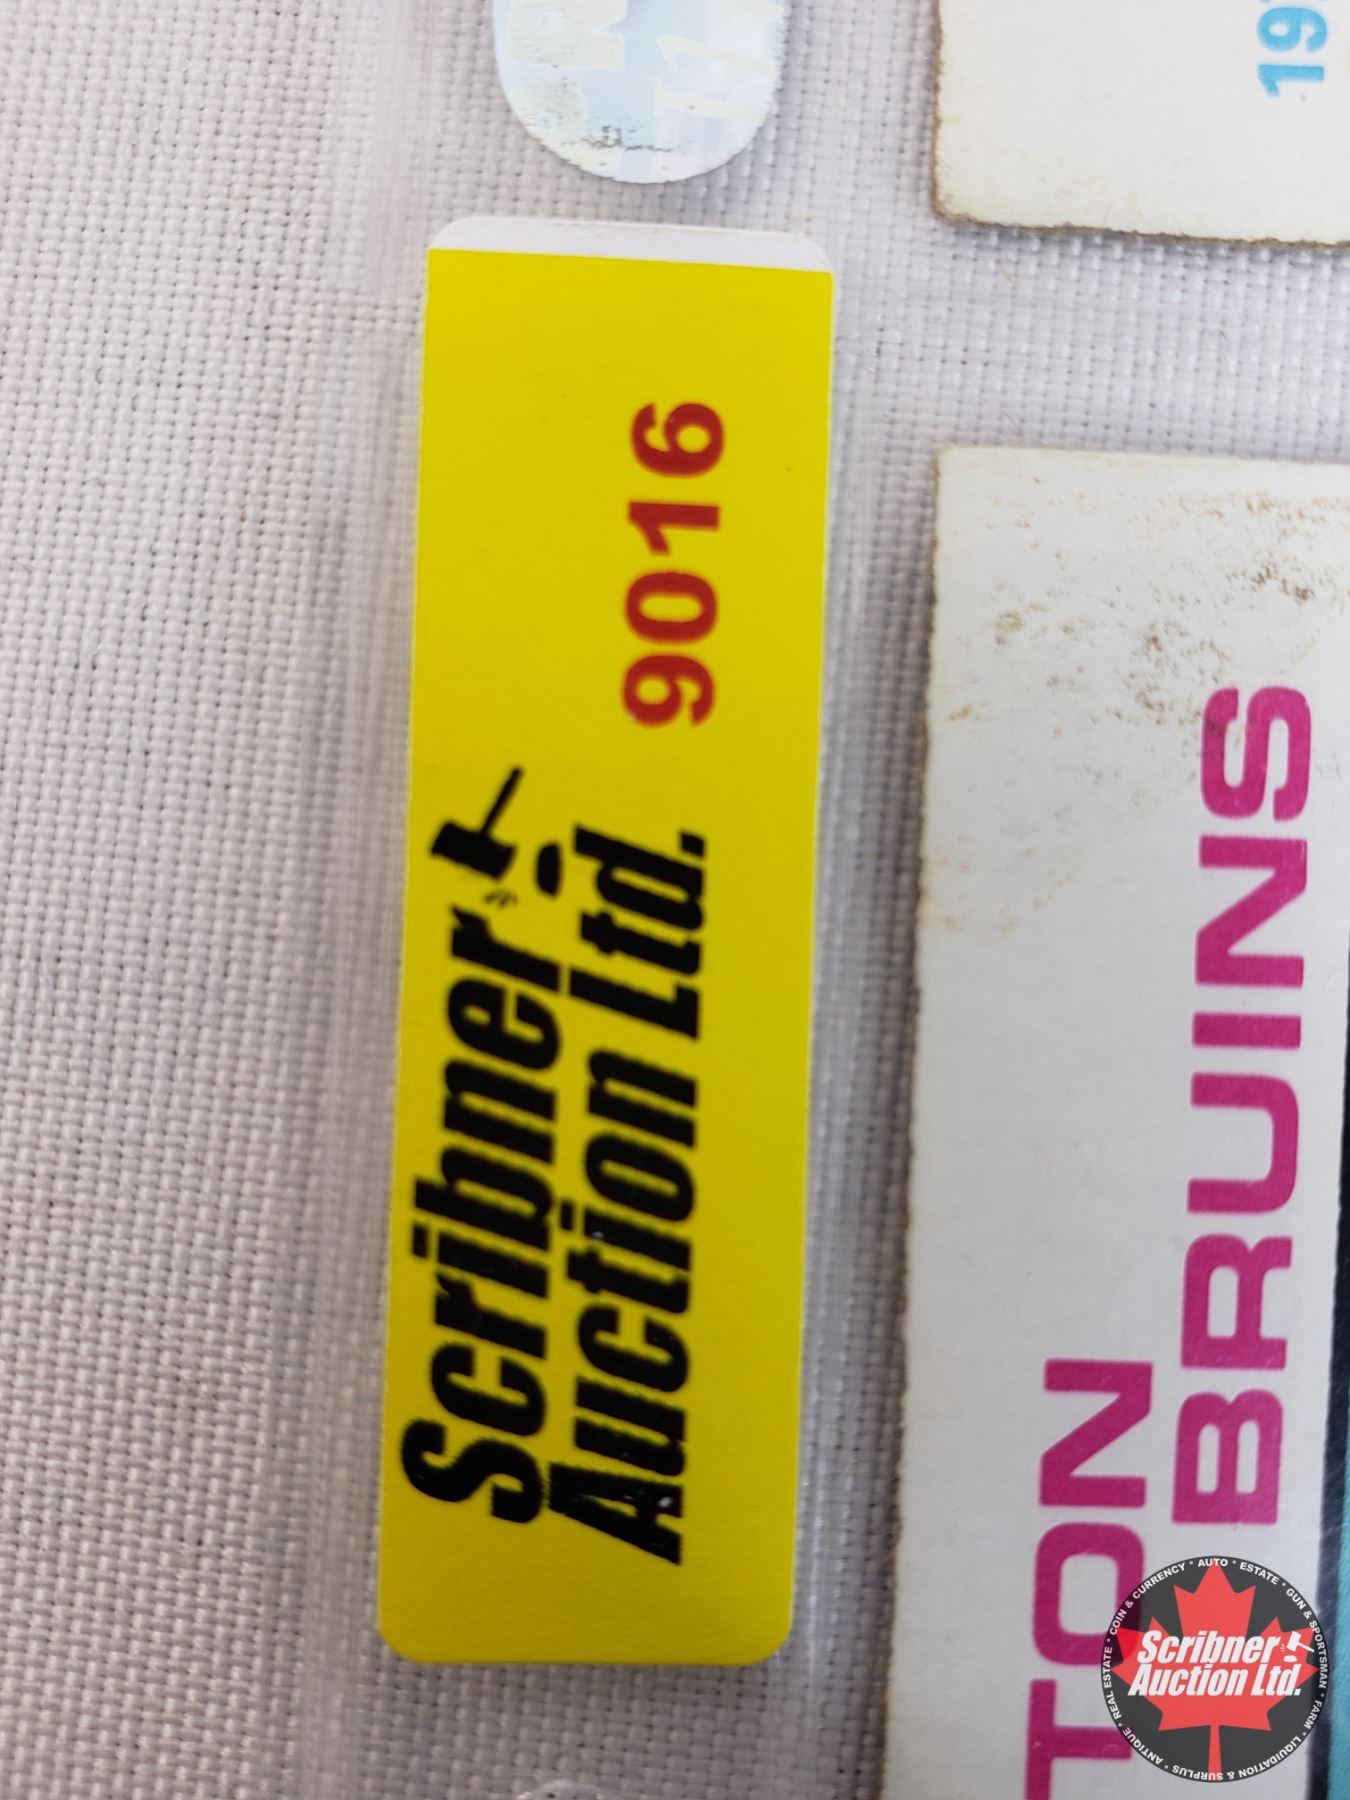 Scribner
Auction Ltd.
9016
TON
BRUINS
19
COIN & CURRENCY * AUTO * ESTATE * GUN & SPORTSMAN * FARM * LIQUIDATION & SURPLUS * ANTIQUE * REAL ESTATE *
Scribner
Auction Ltd.